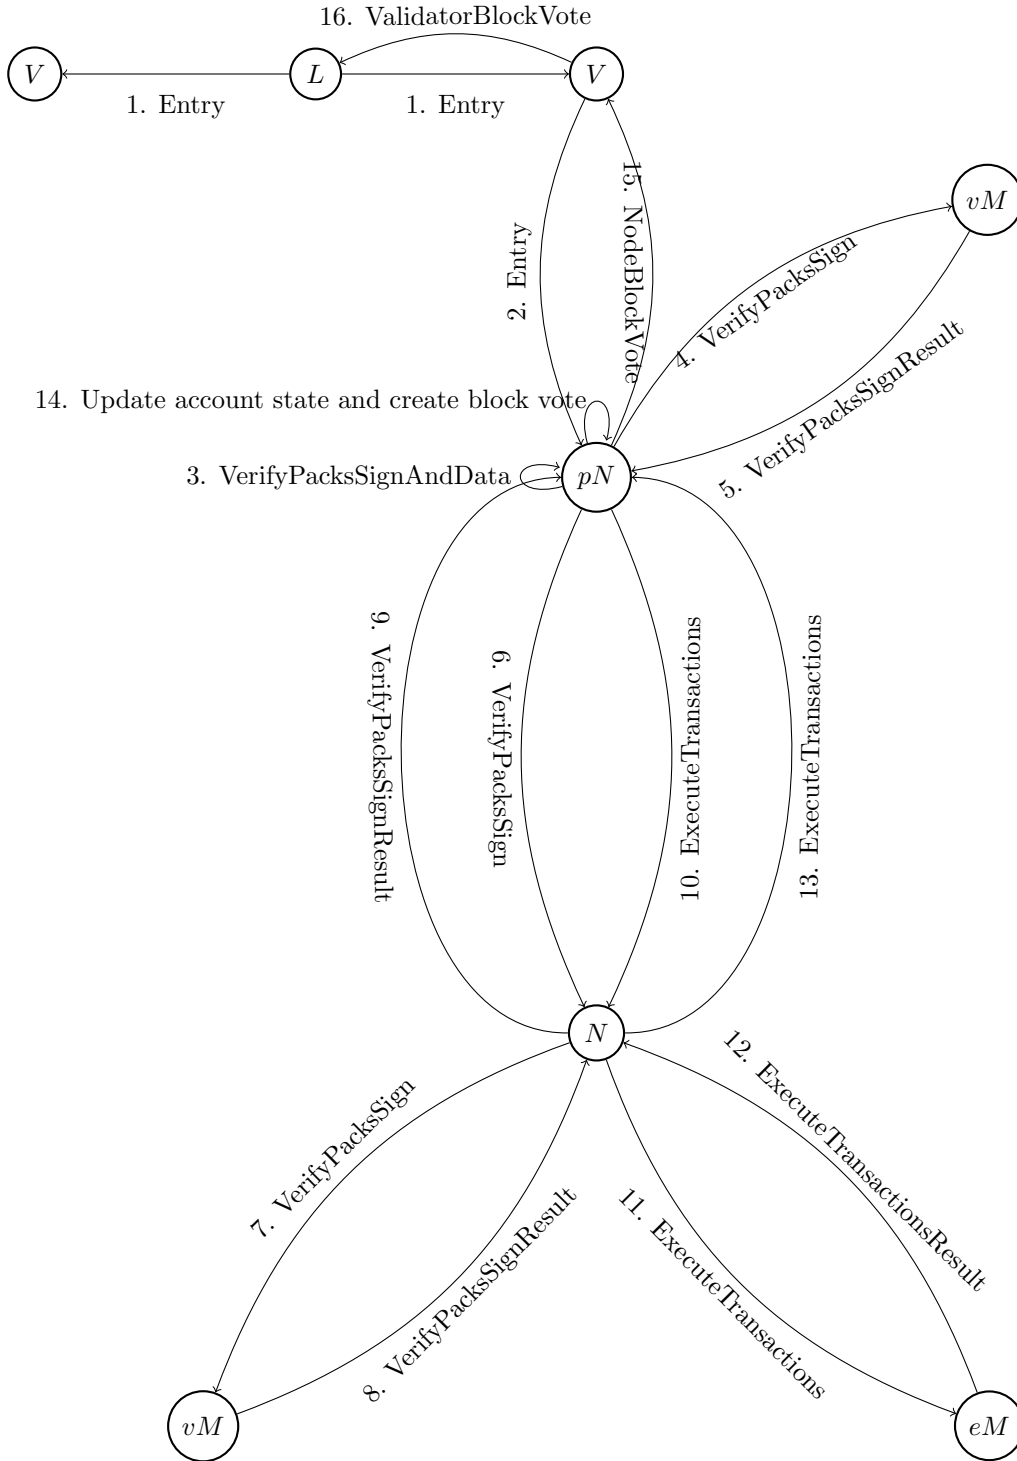 16. ValidatorBlockVote
V
L
V
1. Entry
1. Entry
15. NodeBlockVote
vM
2. Entry
4. VerifyPacksSign
5. VerifyPacksSignResult
14. Update account state and create block vote
3. VerifyPacksSignAndData
pN
9. VerifyPacksSignResult
6. VerifyPacksSign
10. ExecuteTransactions
13. ExecuteTransactions
N
7. VerifyPacksSign
12. ExecuteTransactionsResult
8. VerifyPacksSignResult
11. ExecuteTransactions
vM
eM